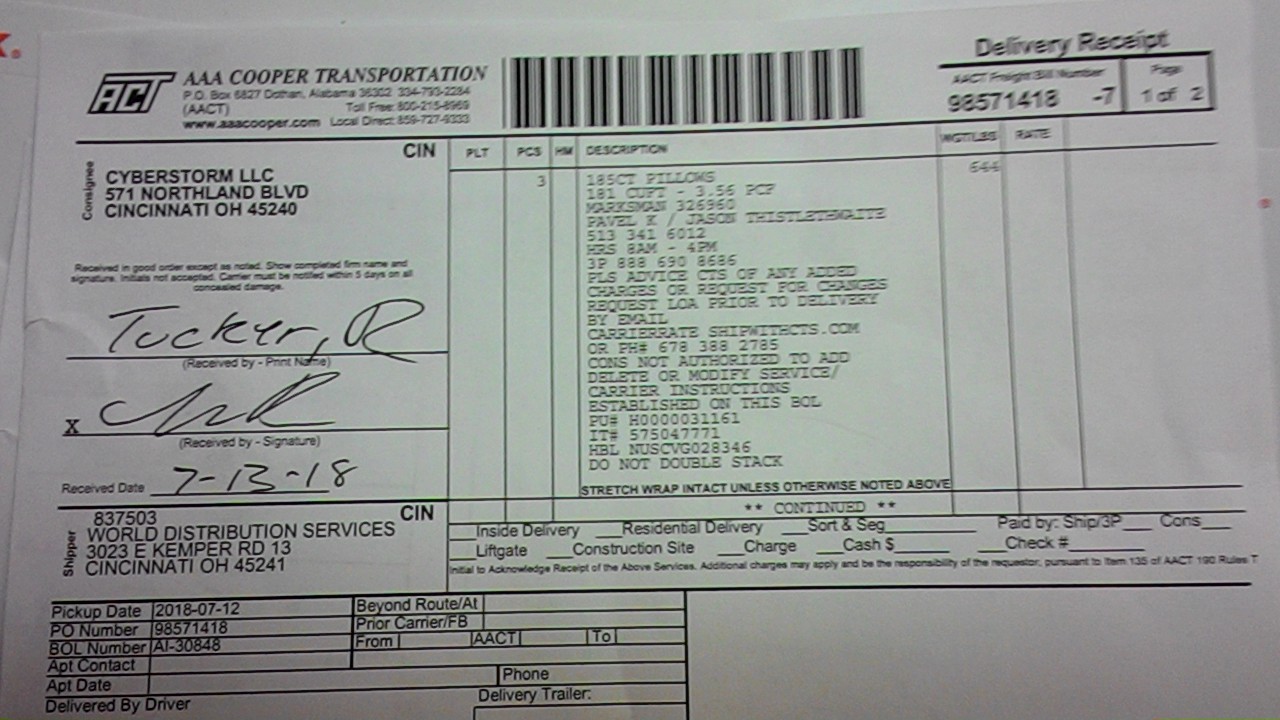 Delivery Receipt
ACT
AAA COOPER TRANSPORTATION
P.O. Box 6827 Dothan, Alabama 36302 334-793-2284
(AACT) Toll Free: 800-215-8969
www.aaacooper.com Local Direct: 859-727-9333
AACT Freight Bill Number
98571418 -7
Page
1 of 2
Consignee
CIN
CYBERSTORM LLC
571 NORTHLAND BLVD
CINCINNATI OH 45240
Received in good order except as noted. Show completed firm name and
signature. Initials not accepted. Carrier must be notified within 5 days on all
concealed damage.
Tucker, R
(Received by - Print Name)
X
(Received by - Signature)
Received Date 7-13-18
PLT PCS HM DESCRIPTION WGT/LBS RATE
3 185CT PILLOWS 644
181 CUFT - 3.56 PCF
MARKSMAN 326960
PAVEL K / JASON THISTLETHWAITE
513 341 6012
HRS 8AM - 4PM
3P 888 690 8686
PLS ADVICE CTS OF ANY ADDED
CHARGES OR REQUEST FOR CHANGES
REQUEST LOA PRIOR TO DELIVERY
BY EMAIL
CARRIERRATE SHIPWITHCTS.COM
OR PH# 678 388 2785
CONS NOT AUTHORIZED TO ADD
DELETE OR MODIFY SERVICE/
CARRIER INSTRUCTIONS
ESTABLISHED ON THIS BOL
PU# H0000031161
IT# 575047771
HBL NUSCVG028346
DO NOT DOUBLE STACK
STRETCH WRAP INTACT UNLESS OTHERWISE NOTED ABOVE
** CONTINUED **
Shipper
837503 CIN
WORLD DISTRIBUTION SERVICES
3023 E KEMPER RD 13
CINCINNATI OH 45241
Inside Delivery Residential Delivery Sort & Seg Paid by: Ship/3P Cons
Liftgate Construction Site Charge Cash $ Check #
Initial to Acknowledge Receipt of the Above Services. Additional charges may apply and be the responsibility of the requestor, pursuant to Item 135 of AACT 190 Rules T
Pickup Date 2018-07-12 Beyond Route/At
PO Number 98571418 Prior Carrier/FB
BOL Number AI-30848 From AACT To
Apt Contact
Apt Date Phone
Delivered By Driver Delivery Trailer: